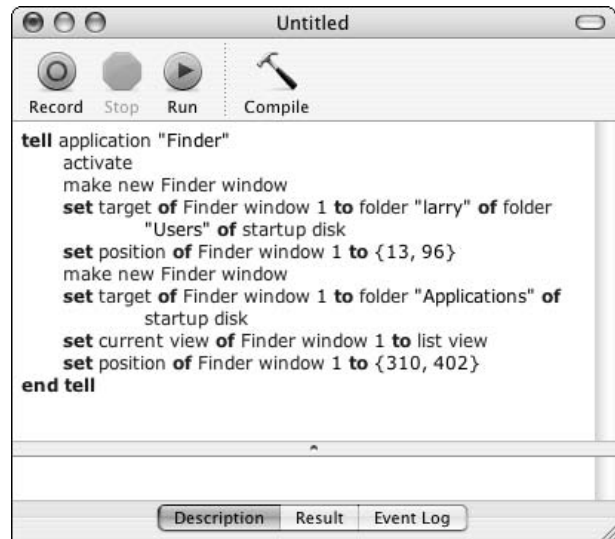 Untitled
Record Stop Run Compile
tell application "Finder"
activate
make new Finder window
set target of Finder window 1 to folder "larry" of folder
"Users" of startup disk
set position of Finder window 1 to {13, 96}
make new Finder window
set target of Finder window 1 to folder "Applications" of
startup disk
set current view of Finder window 1 to list view
set position of Finder window 1 to {310, 402}
end tell
Description Result Event Log